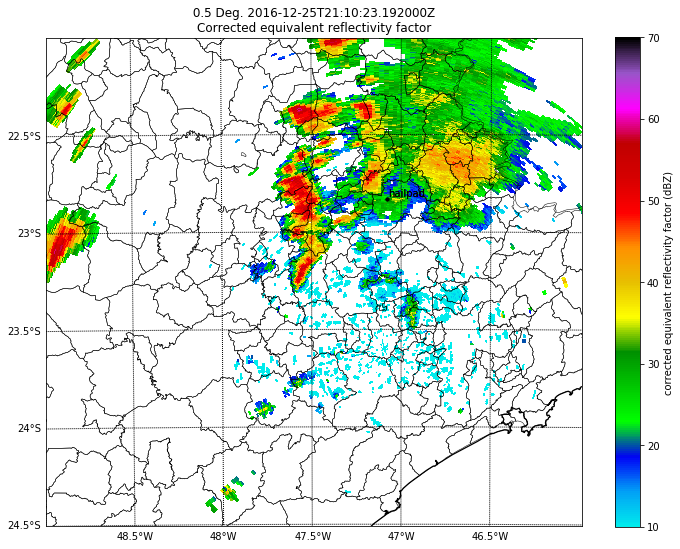 0.5 Deg. 2016-12-25T21:10:23.192000Z
Corrected equivalent reflectivity factor
22.5°S
23°S
23.5°S
24°S
24.5°S
48.5°W
48°W
47.5°W
47°W
46.5°W
70
60
50
40
30
20
10
corrected equivalent reflectivity factor (dBZ)